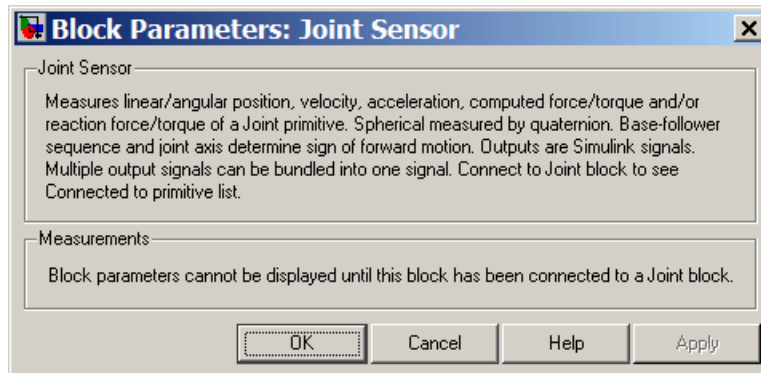 Block Parameters: Joint Sensor
Joint Sensor
Measures linear/angular position, velocity, acceleration, computed force/torque and/or
reaction force/torque of a Joint primitive. Spherical measured by quaternion. Base-follower
sequence and joint axis determine sign of forward motion. Outputs are Simulink signals.
Multiple output signals can be bundled into one signal. Connect to Joint block to see
Connected to primitive list.
Measurements
Block parameters cannot be displayed until this block has been connected to a Joint block.
OK Cancel Help Apply